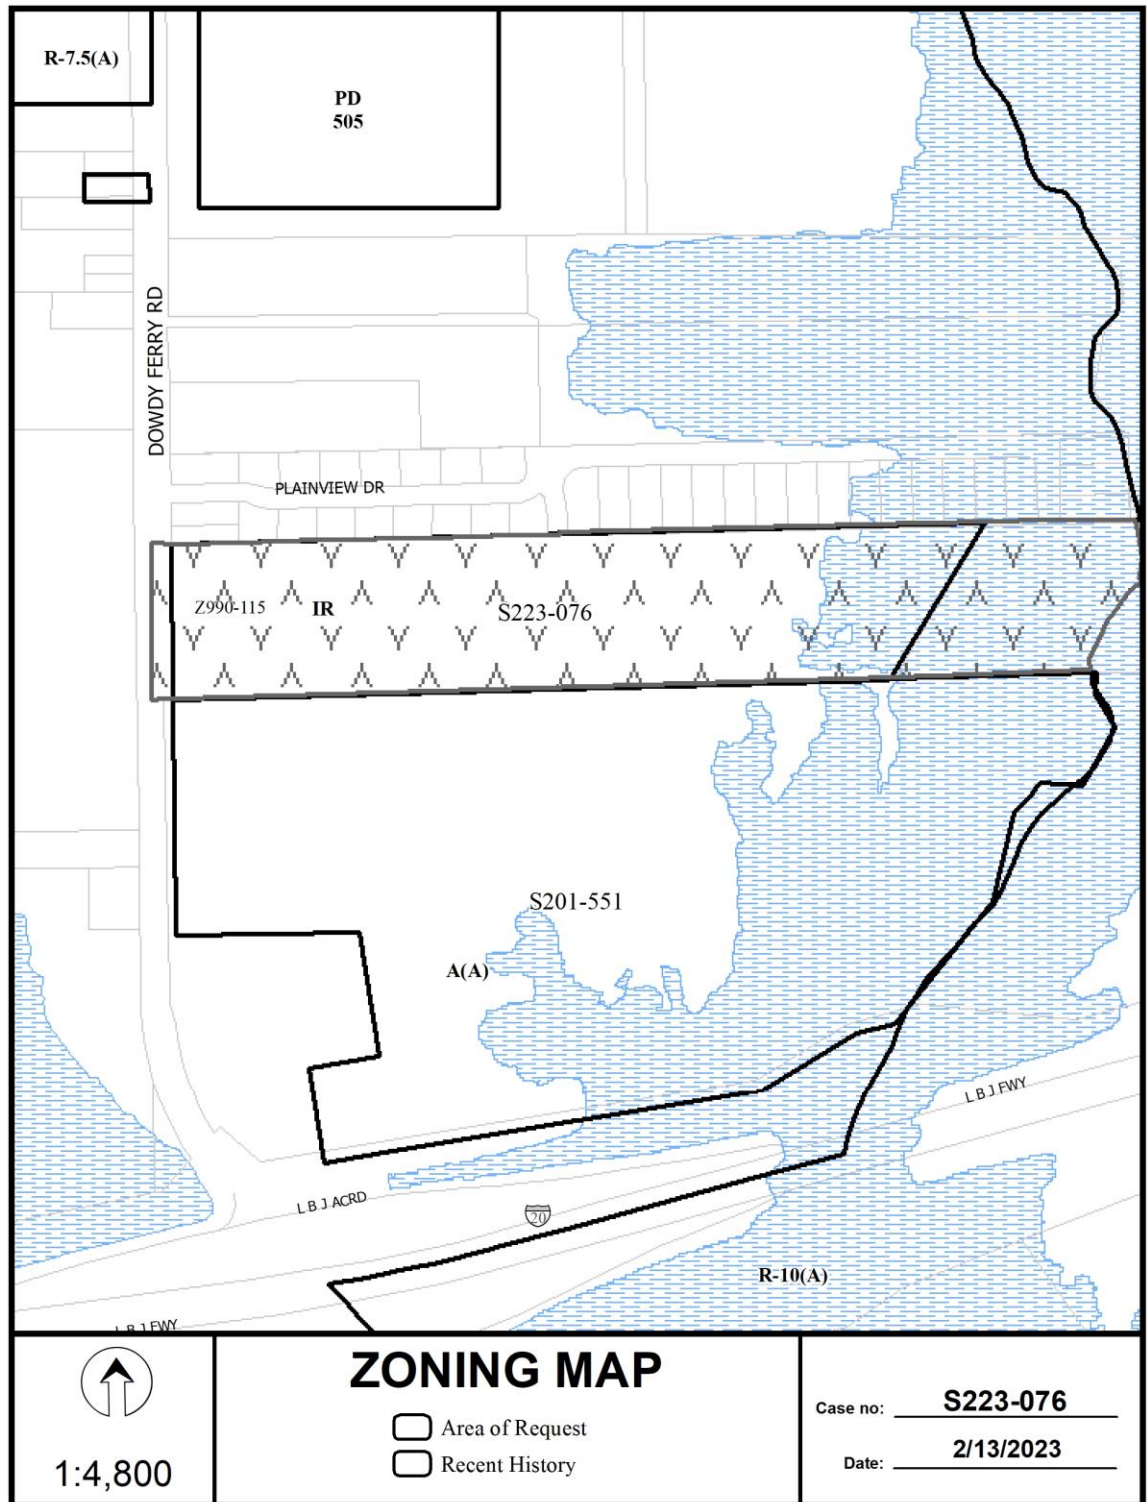 R-7.5(A)
PD
505
DOWDY FERRY RD
PLAINVIEW DR
Z990-115
IR
S223-076
S201-551
A(A)
L B J FWY
L B J ACRD
20
R-10(A)
L B J FWY
ZONING MAP
Area of Request
Recent History
1:4,800
Case no: S223-076
Date: 2/13/2023